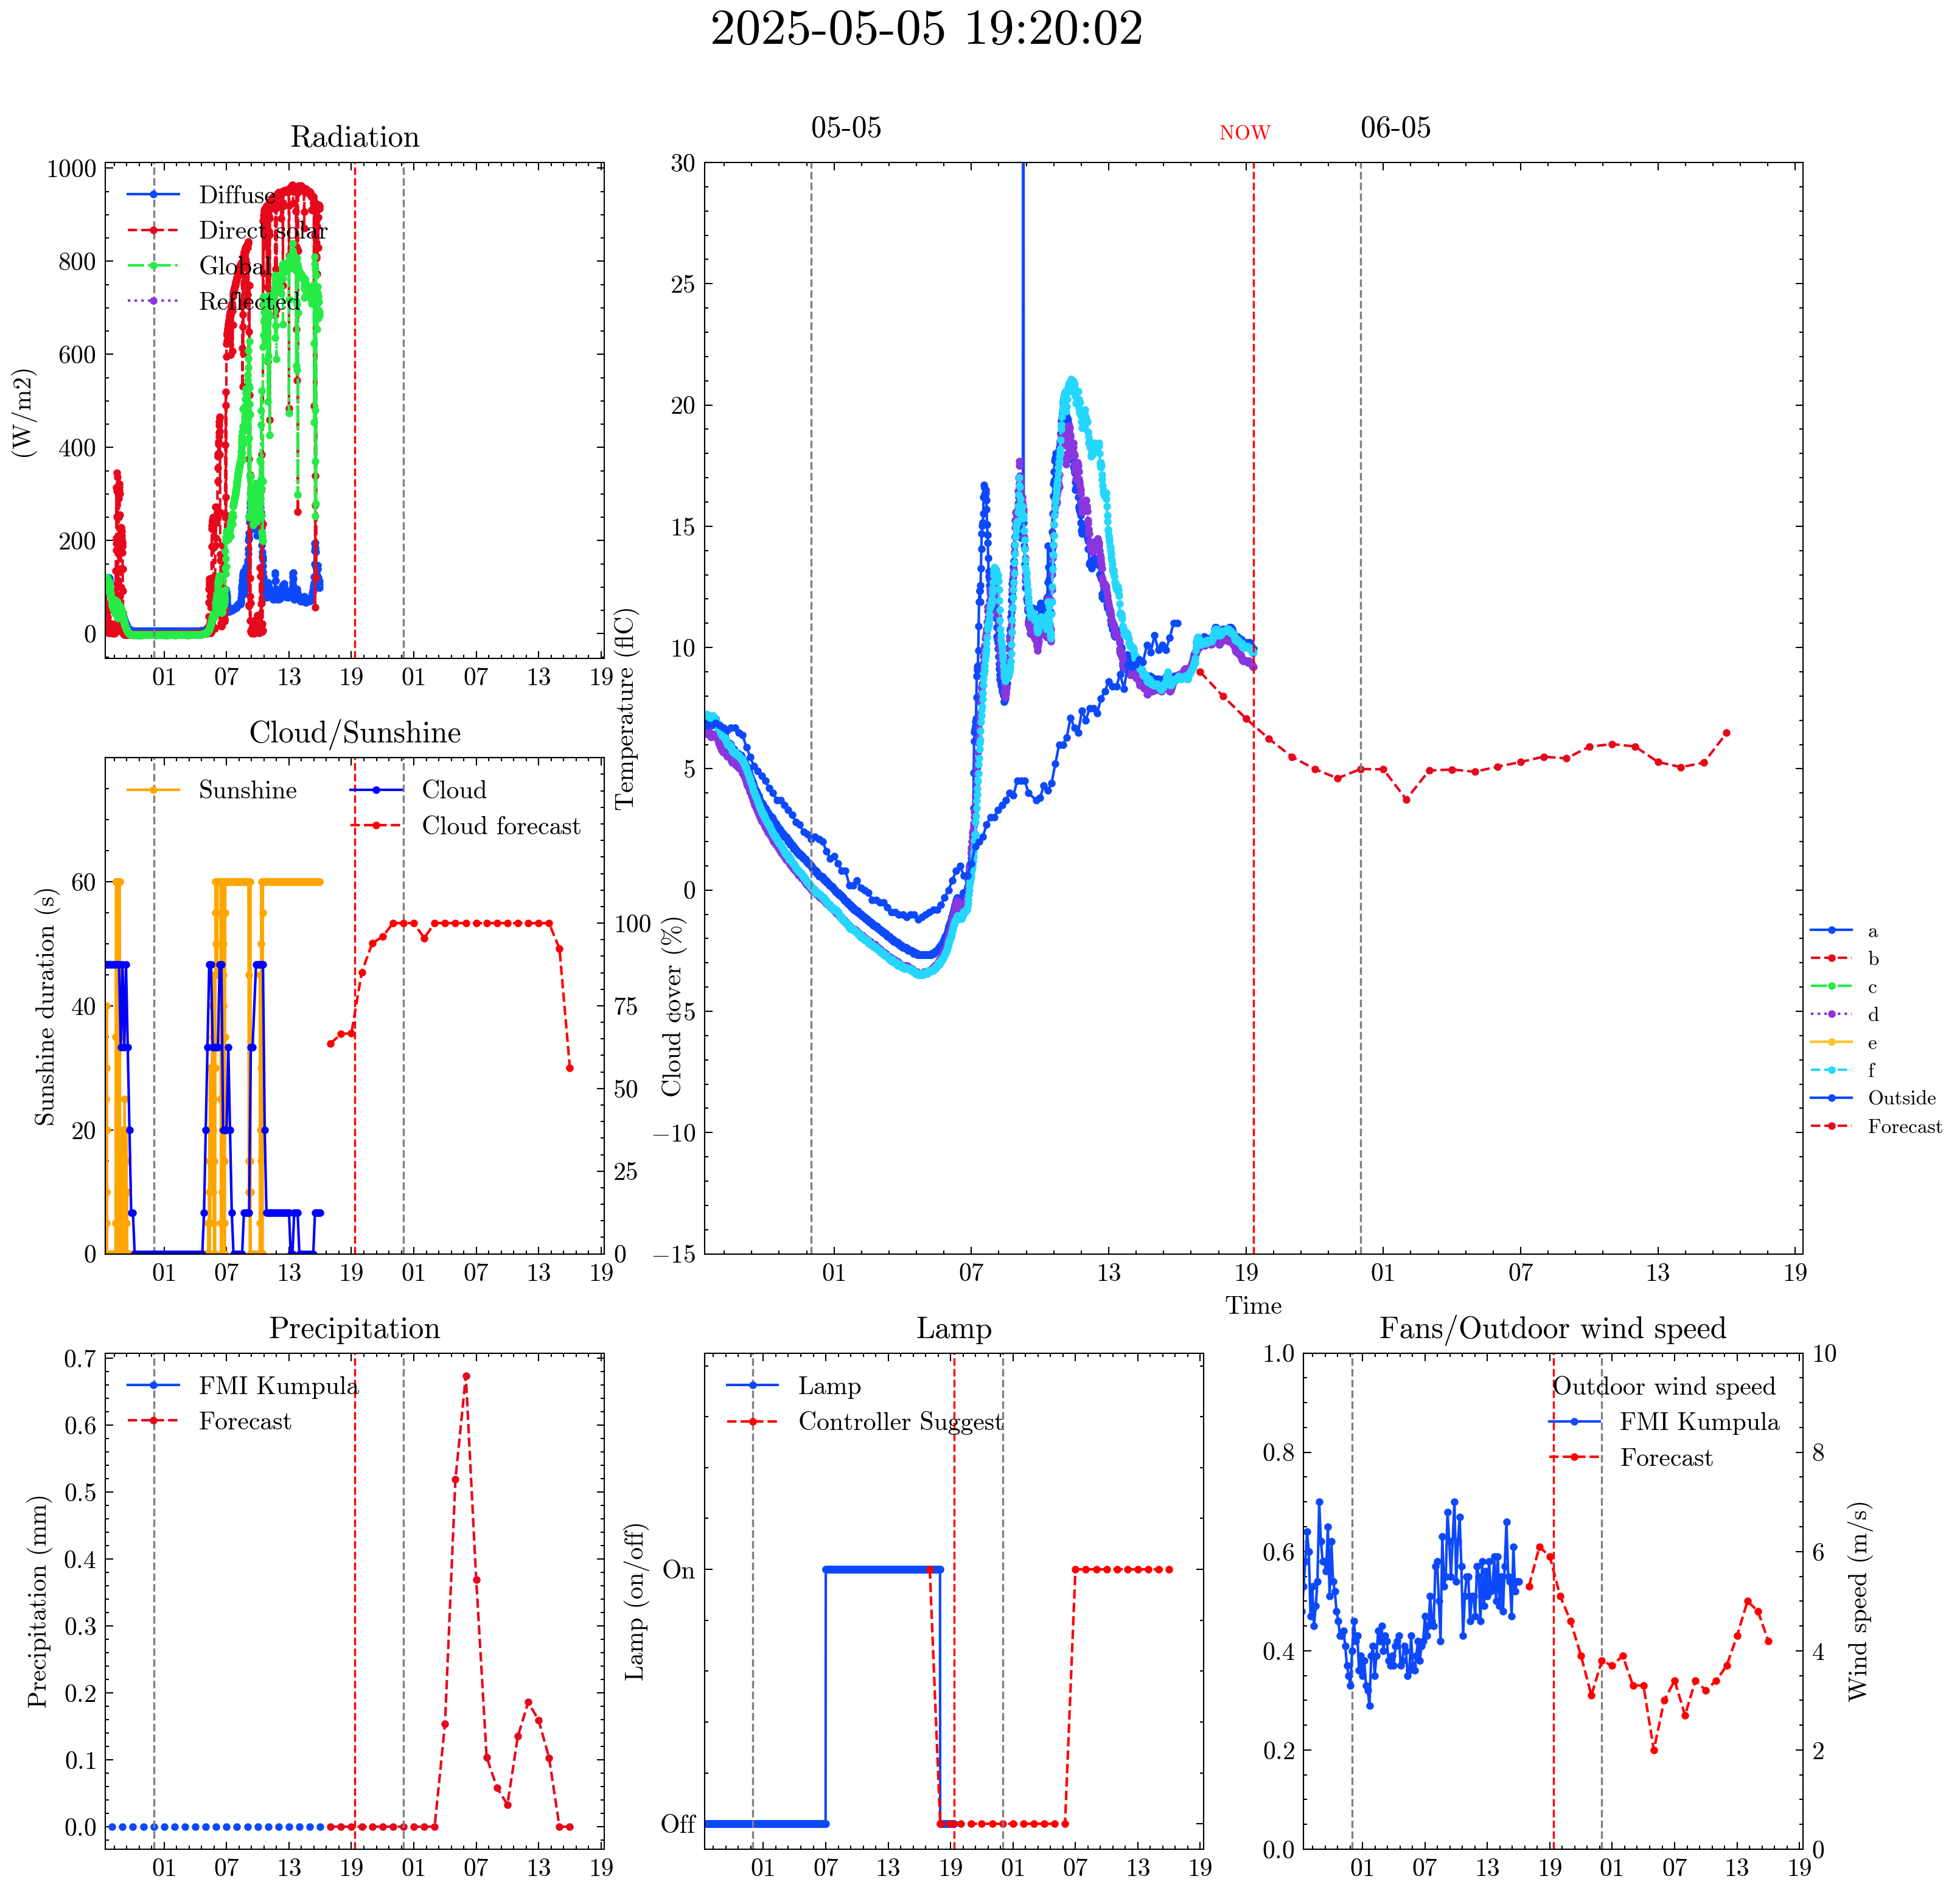 2025-05-05 19:20:02
Radiation
1000
800
600
400
200
0
(W/m2)
Diffuse
Direct solar
Global
Reflected
01 07 13 19 01 07 13 19
05-05
NOW
06-05
30
25
20
15
10
5
0
−5
−10
−15
Temperature (flC)
01 07 13 19 01 07 13 19
Time
a
b
c
d
e
f
Outside
Forecast
Cloud/Sunshine
Sunshine
Cloud
Cloud forecast
60
40
20
0
Sunshine duration (s)
100
75
50
25
0
Cloud cover (%)
01 07 13 19 01 07 13 19
Precipitation
FMI Kumpula
Forecast
0.7
0.6
0.5
0.4
0.3
0.2
0.1
0.0
Precipitation (mm)
01 07 13 19 01 07 13 19
Lamp
Lamp
Controller Suggest
On
Off
Lamp (on/off)
01 07 13 19 01 07 13 19
Fans/Outdoor wind speed
Outdoor wind speed
FMI Kumpula
Forecast
1.0
0.8
0.6
0.4
0.2
0.0
10
8
6
4
2
0
Wind speed (m/s)
01 07 13 19 01 07 13 19